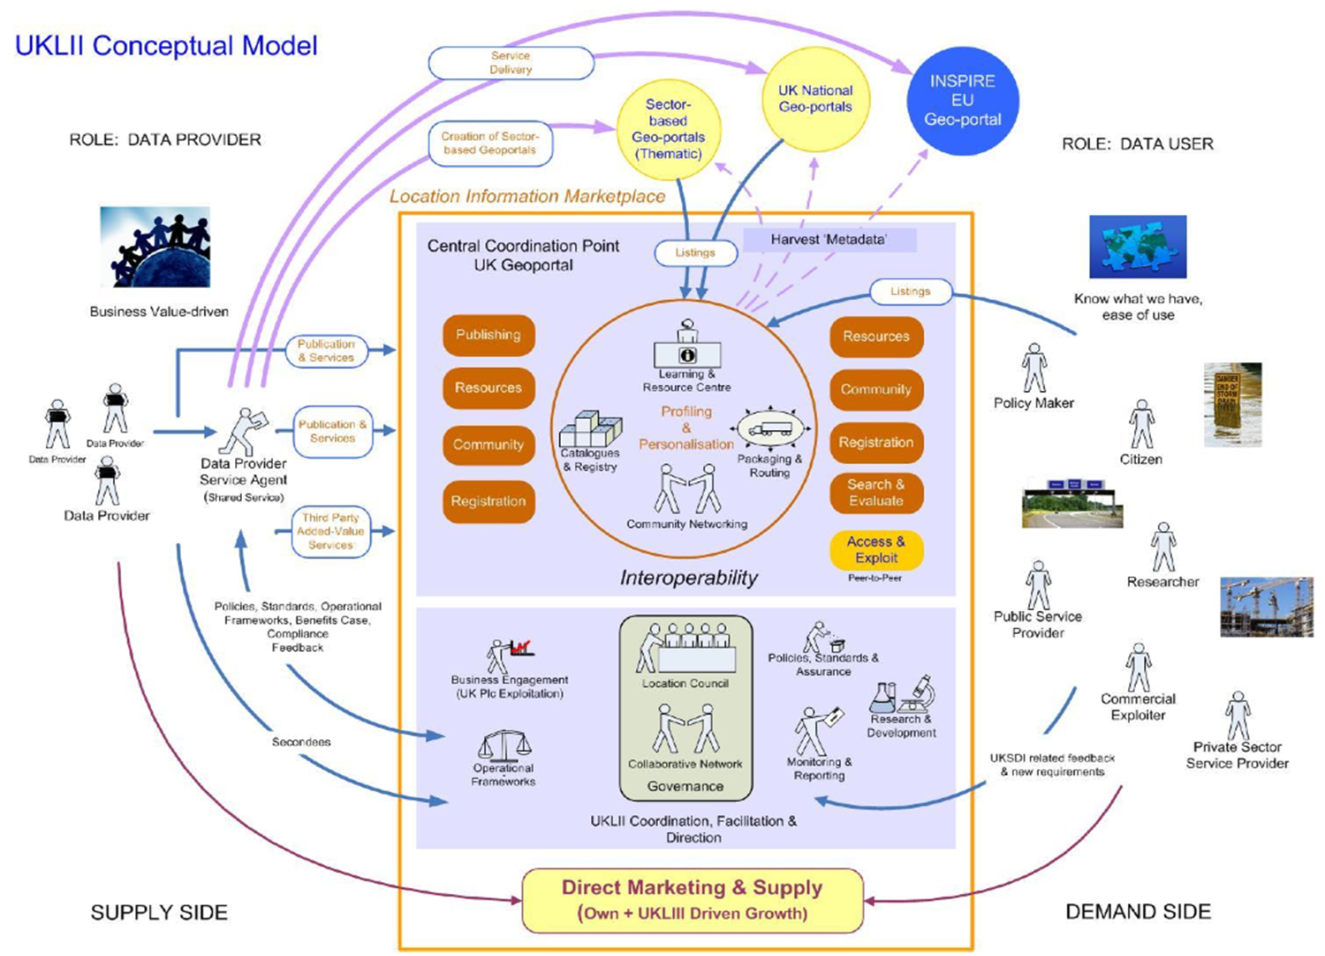 UKLII Conceptual Model
Service
Delivery
Creation of Sector-
based Geoportals
Sector-
based
Geo-portals
(Thematic)
UK National
Geo-portals
INSPIRE
EU
Geo-portal
ROLE: DATA PROVIDER
ROLE: DATA USER
Location Information Marketplace
Business Value-driven
Know what we have,
ease of use
Central Coordination Point
UK Geoportal
Listings
Harvest 'Metadata'
Listings
Publishing
Resources
Community
Registration
Learning &
Resource Centre
Profiling
&
Personalisation
Catalogues
& Registry
Packaging &
Routing
Community Networking
Interoperability
Resources
Community
Registration
Search &
Evaluate
Access &
Exploit
Peer-to-Peer
Publication
& Services
Publication &
Services
Third Party
Added-Value
Services
Data Provider
Data Provider
Data Provider
Data Provider
Service Agent
(Shared Service)
Policies, Standards, Operational
Frameworks, Benefits Case,
Compliance
Feedback
Secondees
Policy Maker
Citizen
DANGER
END OF
STORM
DRAIN
Researcher
Public Service
Provider
Commercial
Exploiter
Private Sector
Service Provider
UKSDI related feedback
& new requirements
Business Engagement
(UK Plc Exploitation)
Operational
Frameworks
Location Council
Collaborative Network
Governance
Policies, Standards &
Assurance
Research &
Development
Monitoring &
Reporting
UKLII Coordination, Facilitation &
Direction
Direct Marketing & Supply
(Own + UKLIII Driven Growth)
SUPPLY SIDE
DEMAND SIDE